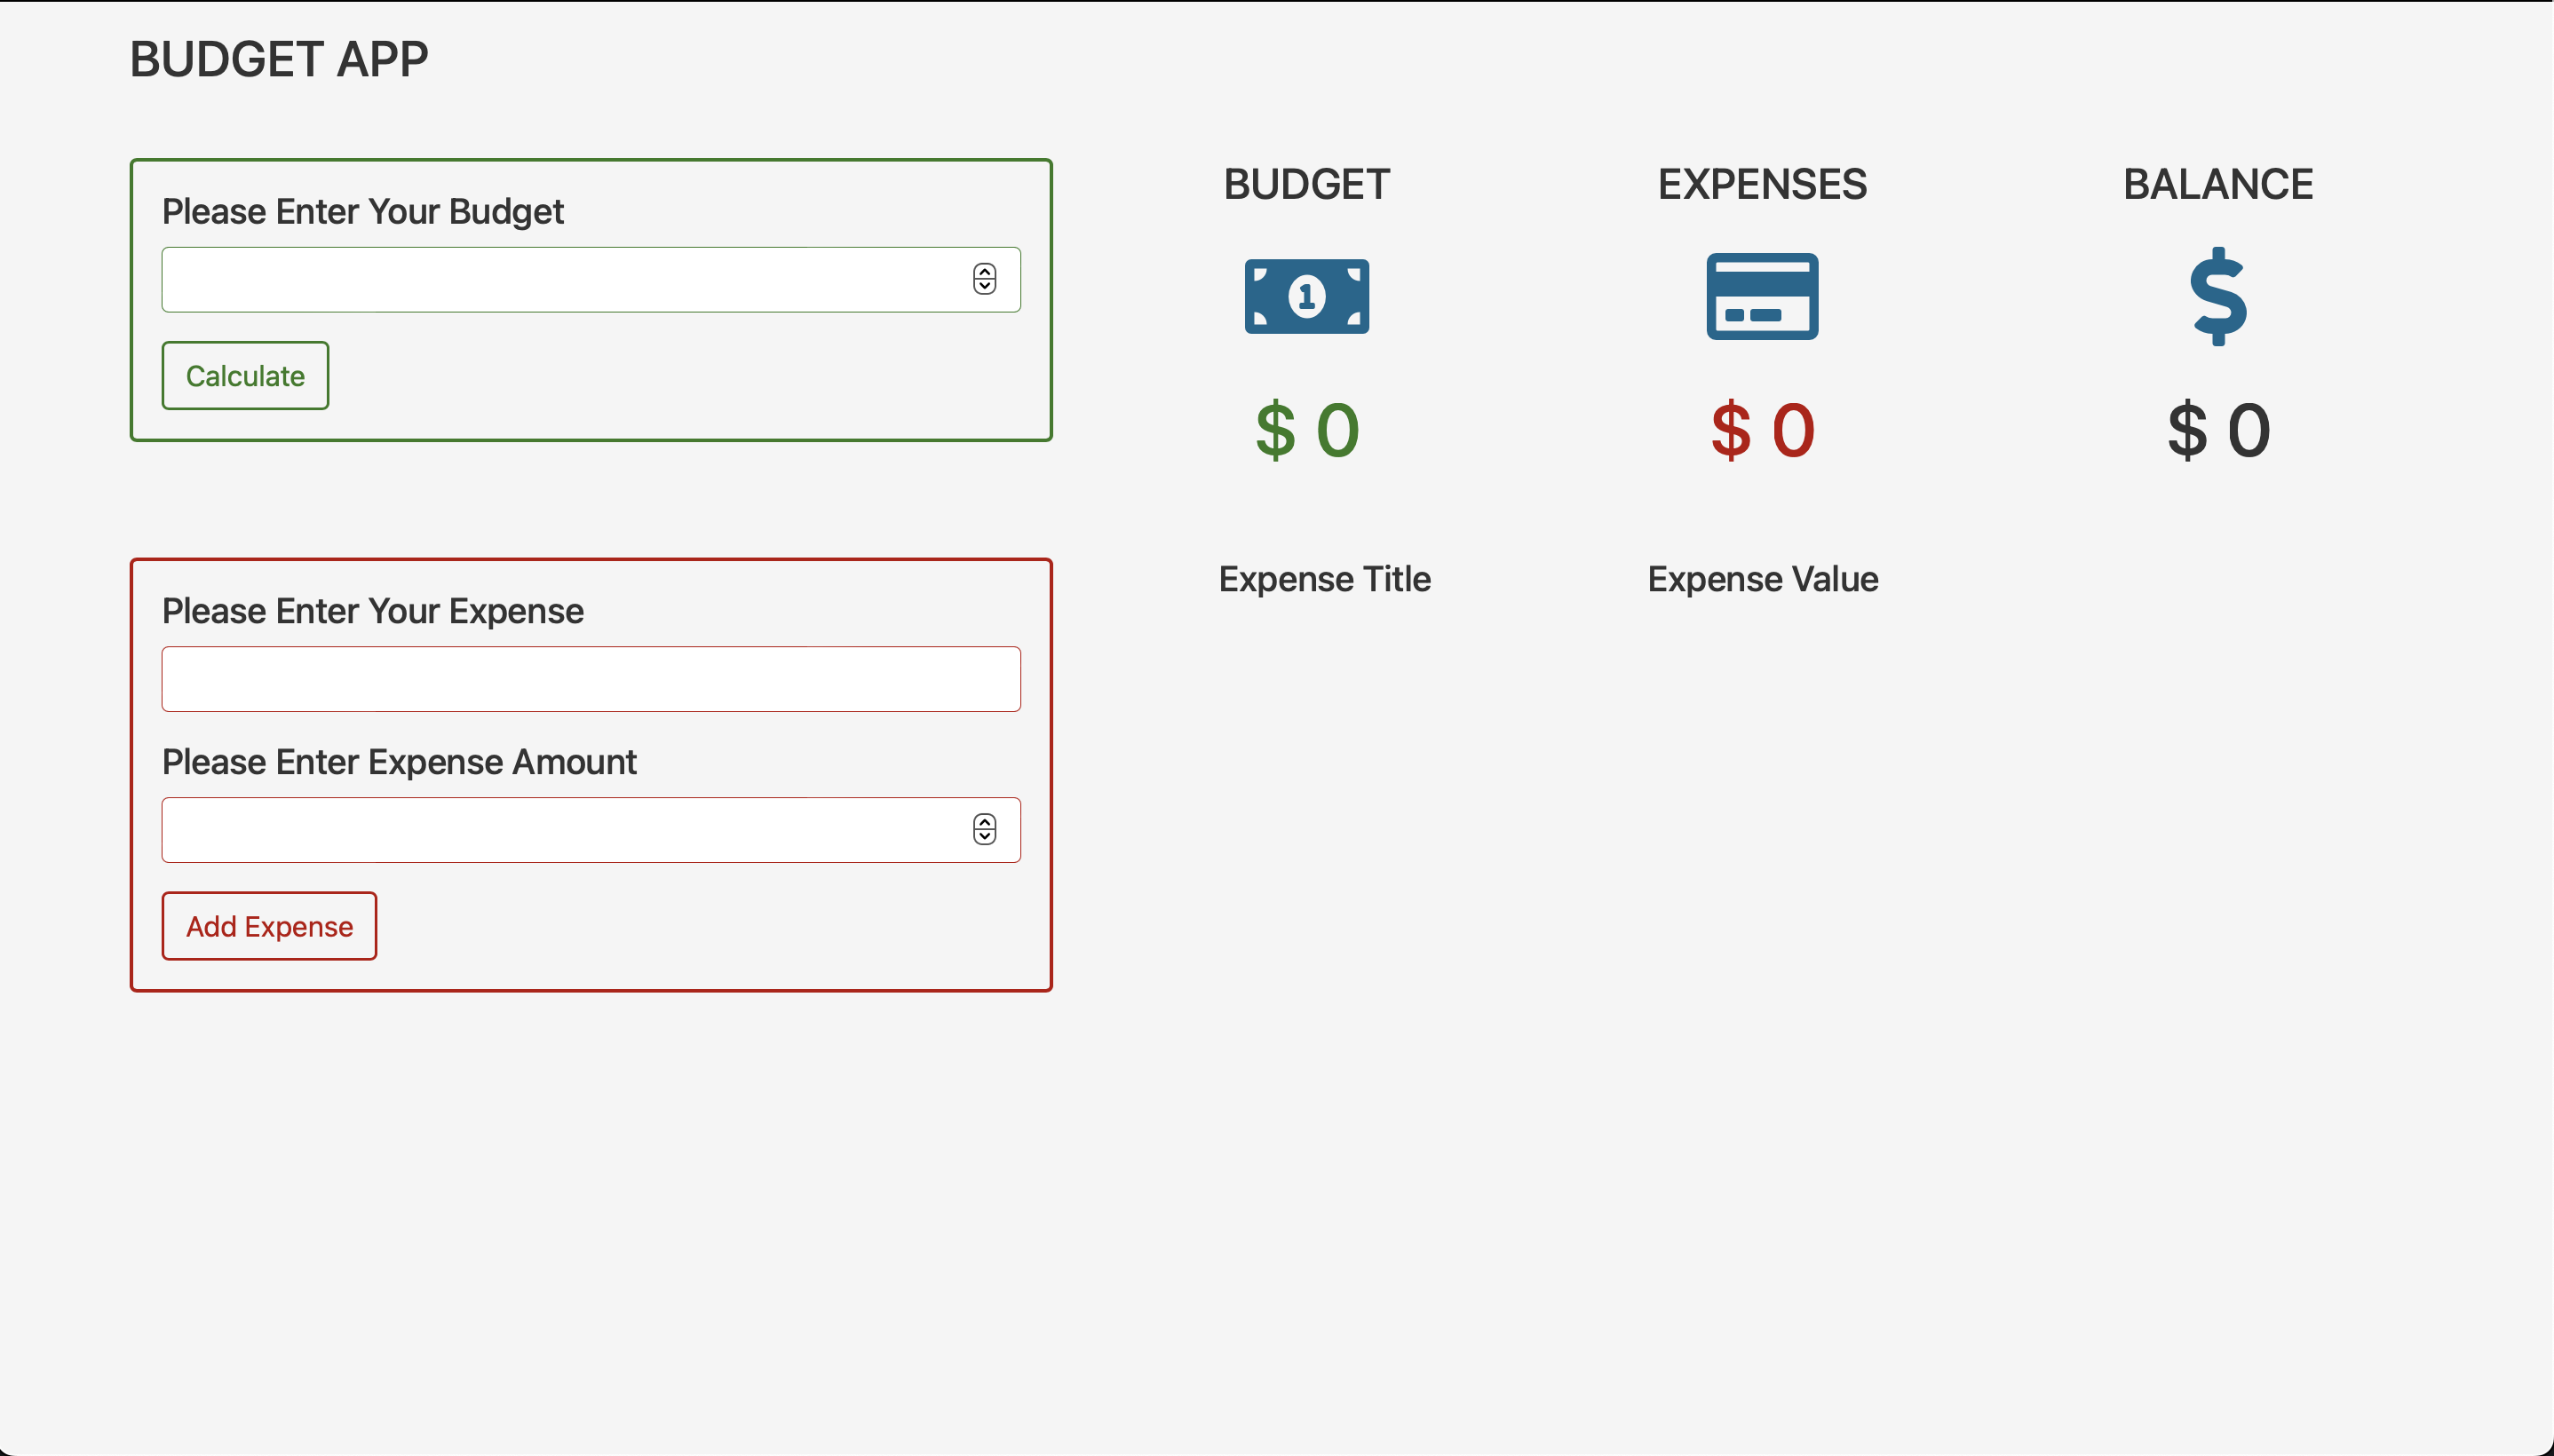 BUDGET APP
Please Enter Your Budget
Calculate
BUDGET
EXPENSES
BALANCE
1
$ 0
$ 0
$
$ 0
Please Enter Your Expense
Please Enter Expense Amount
Add Expense
Expense Title
Expense Value